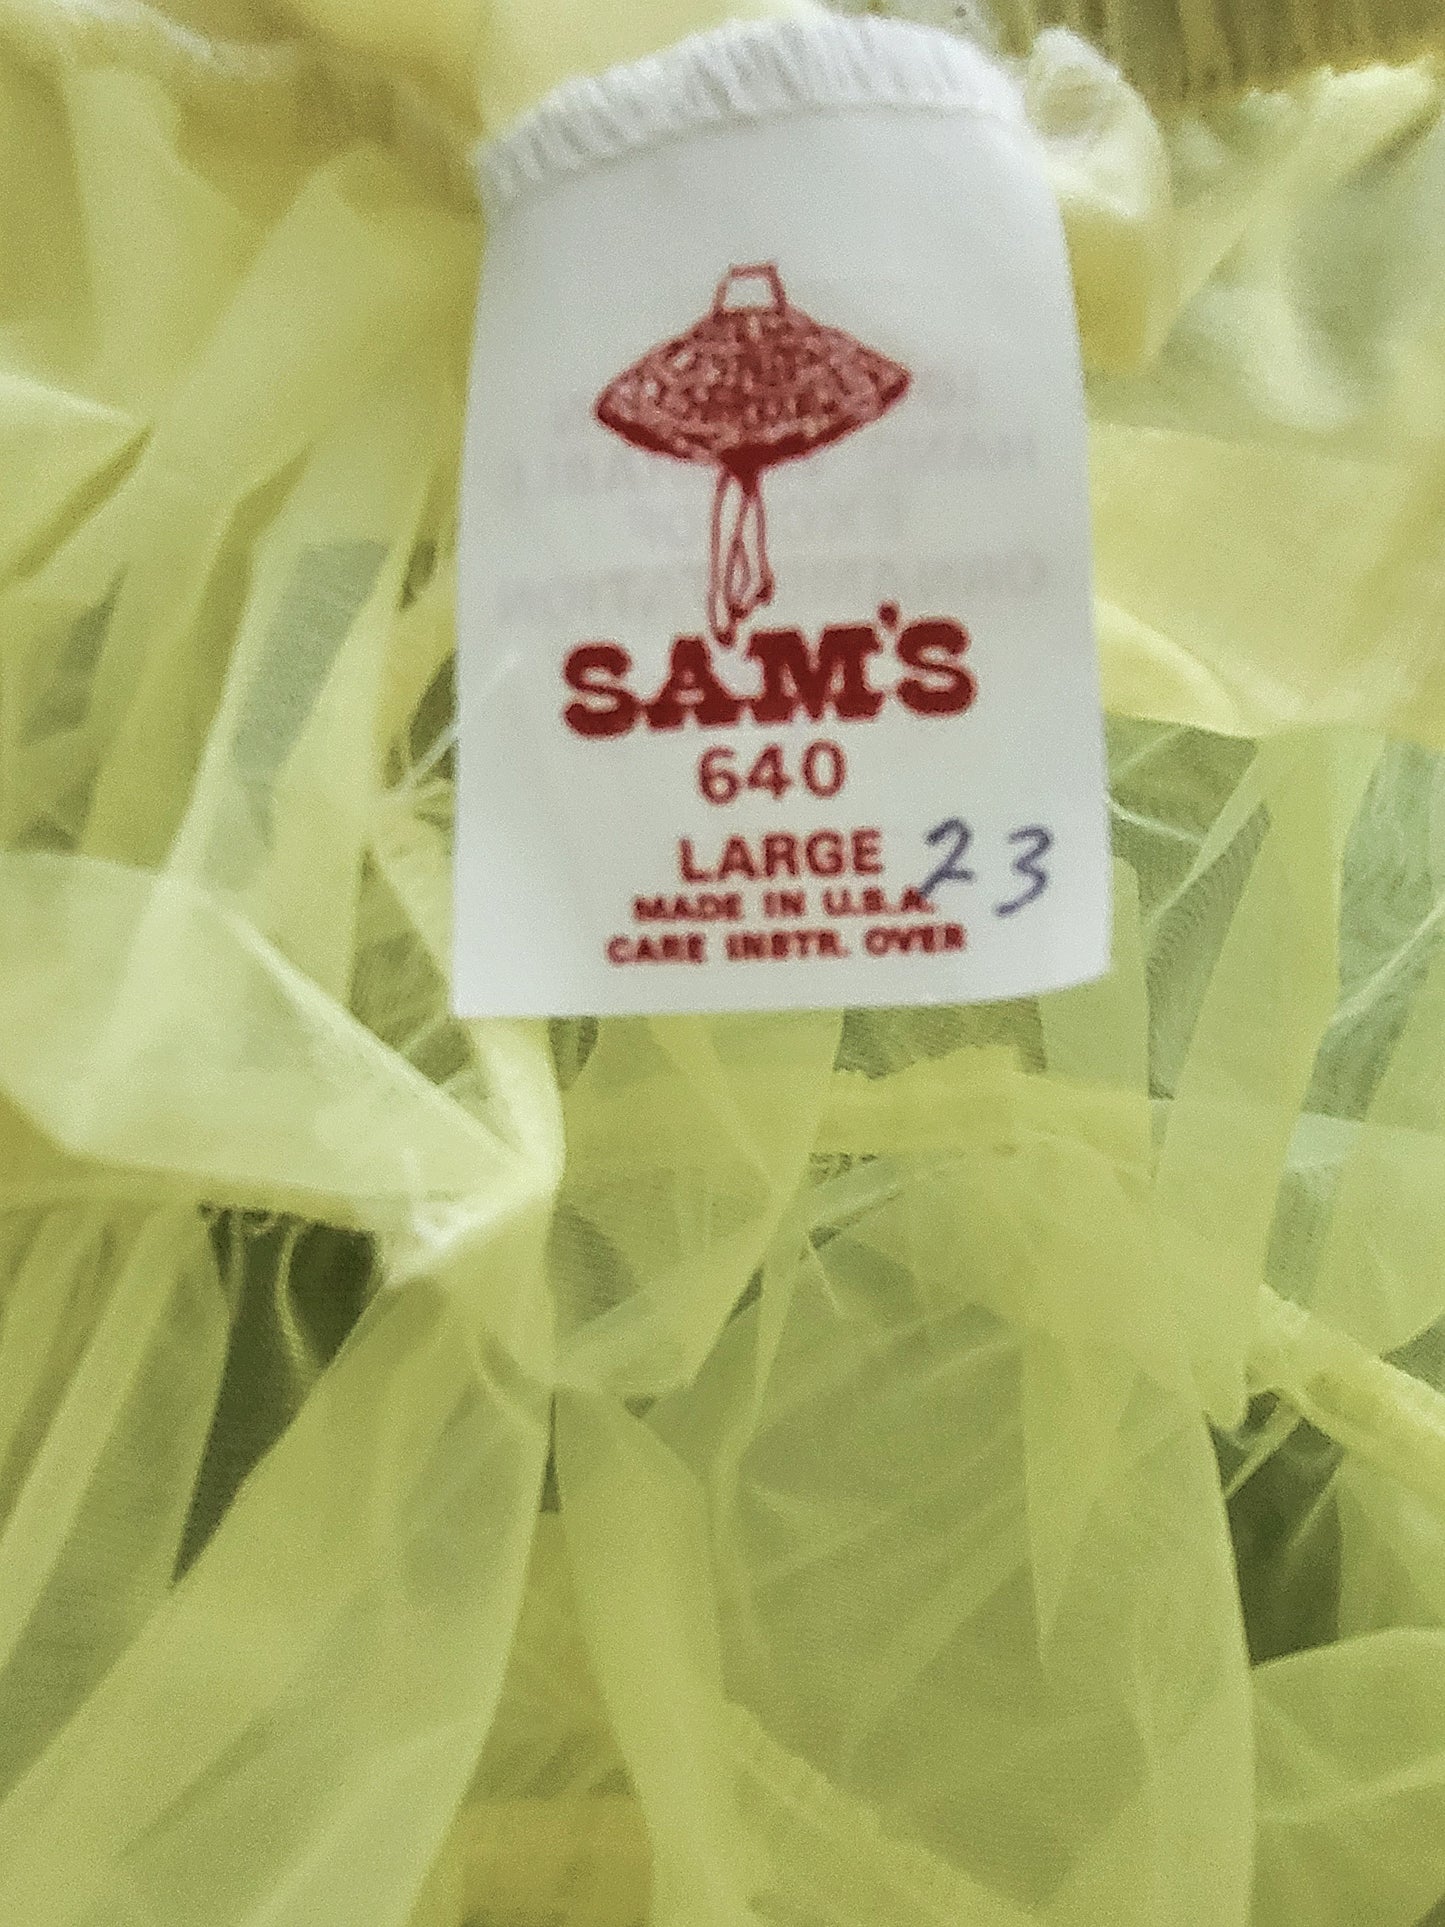 SAM'S
640
LARGE 23
MADE IN U.S.A.
CARE INSTR. OVER